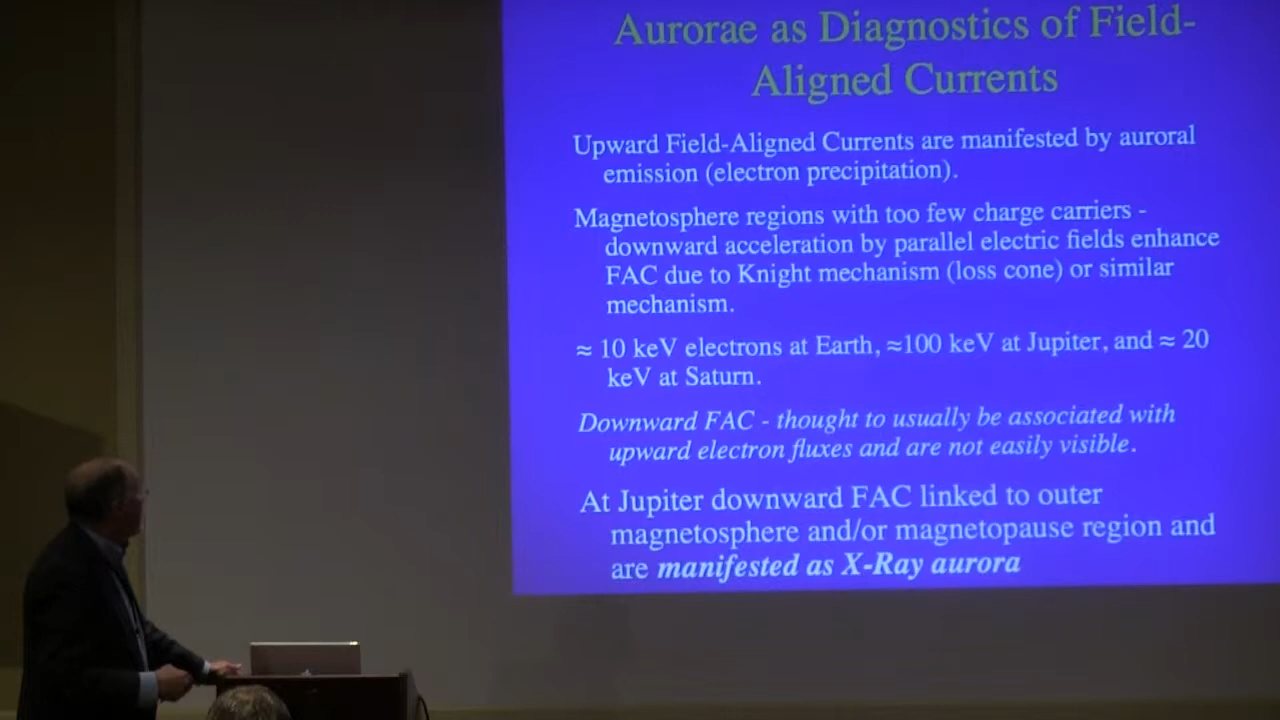 Aurorae as Diagnostics of Field-
Aligned Currents
Upward Field-Aligned Currents are manifested by auroral
emission (electron precipitation).
Magnetosphere regions with too few charge carriers -
downward acceleration by parallel electric fields enhance
FAC due to Knight mechanism (loss cone) or similar
mechanism.
≈ 10 keV electrons at Earth, ≈100 keV at Jupiter, and ≈ 20
keV at Saturn.
Downward FAC - thought to usually be associated with
upward electron fluxes and are not easily visible.
At Jupiter downward FAC linked to outer
magnetosphere and/or magnetopause region and
are manifested as X-Ray aurora